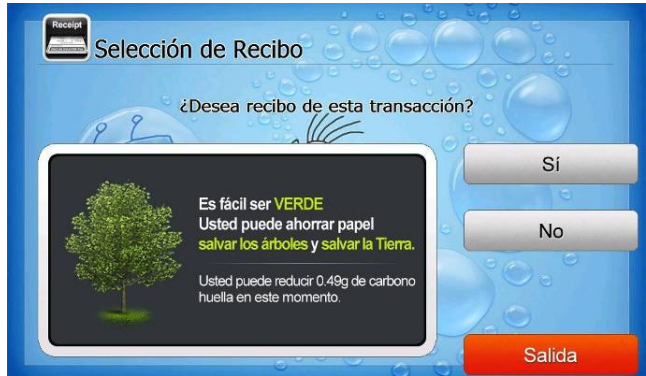 Receipt
Selección de Recibo
¿Desea recibo de esta transacción?
Es fácil ser VERDE
Usted puede ahorrar papel
salvar los árboles y salvar la Tierra.
Usted puede reducir 0.49g de carbono
huella en este momento.
Sí
No
Salida